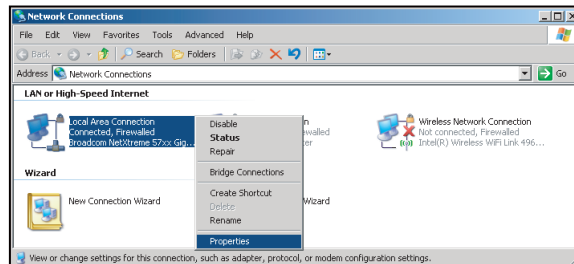 Network Connections
File Edit View Favorites Tools Advanced Help
Back Search Folders
Address Network Connections Go
LAN or High-Speed Internet
Local Area Connection
Connected, Firewalled
Broadcom NetXtreme 57xx Gig...
Disable
Status
Repair
Bridge Connections
Create Shortcut
Delete
Rename
Properties
Wireless Network Connection
Not connected, Firewalled
Intel(R) Wireless WiFi Link 496...
Wizard
New Connection Wizard
Wizard
View or change settings for this connection, such as adapter, protocol, or modem configuration settings.